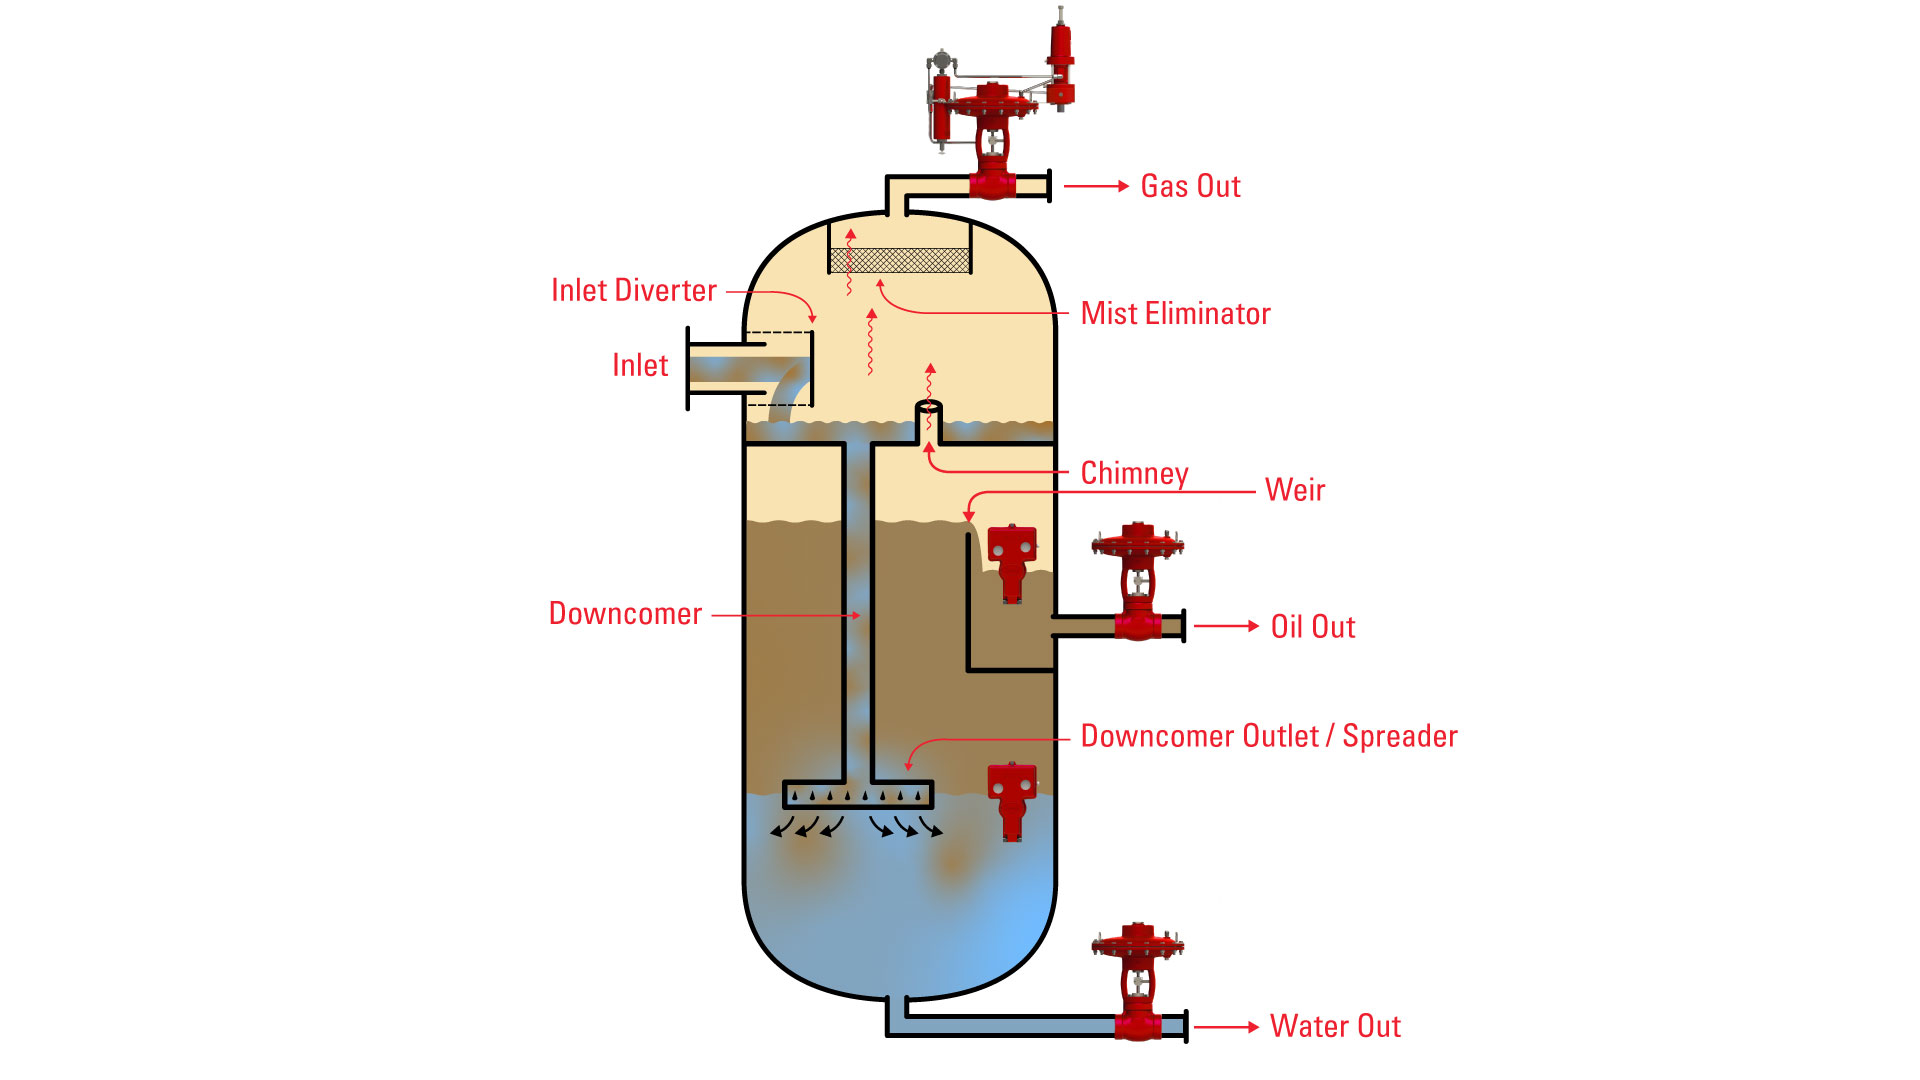 Gas Out
Inlet Diverter
Mist Eliminator
Inlet
Chimney
Weir
Downcomer
Oil Out
Downcomer Outlet / Spreader
Water Out